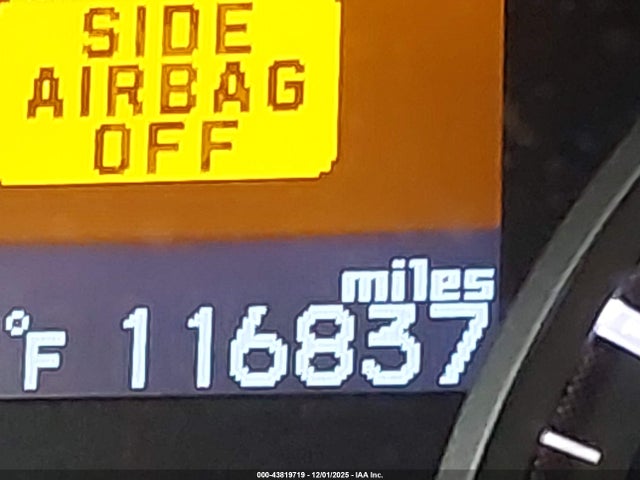 SIDE
AIRBAG
OFF
miles
°F 116837
000-43819719 - 12/01/2025 - IAA Inc.